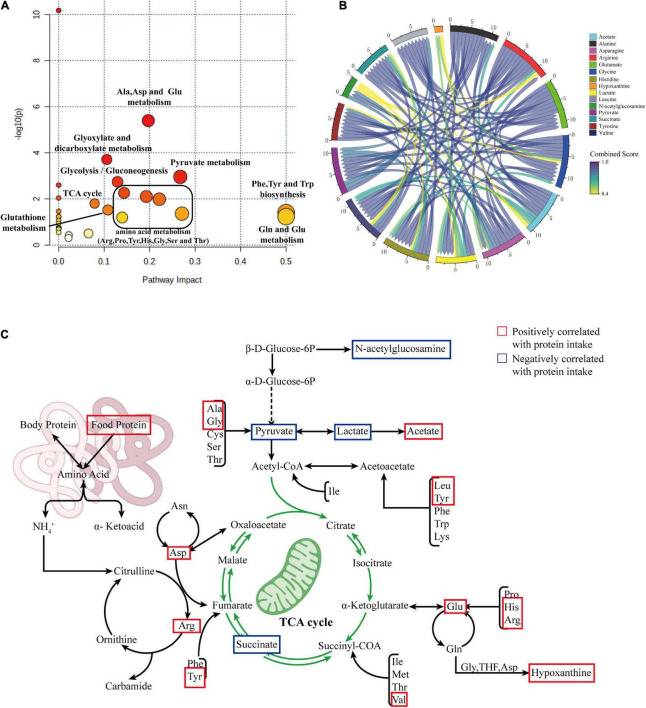 A
-log10(p)
10
8
6
4
2
0
0.0
0.1
0.2
0.3
0.4
0.5
Pathway Impact
Ala,Asp and Glu
metabolism
Glyoxylate and
dicarboxylate metabolism
Glycolysis / Gluconeogenesis
Pyruvate metabolism
TCA cycle
Phe,Tyr and Trp
biosynthesis
Glutathione
metabolism
amino acid metabolism
(Arg,Pro,Tyr,His,Gly,Ser and Thr)
Gln and Glu
metabolism
B
Acetate
Alanine
Asparagine
Arginine
Glutamate
Glycine
Histidine
Hypoxanthine
Lactate
Leucine
N-acetylglucosamine
Pyruvate
Succinate
Tyrosine
Valine
Combined Score
1.0
0.4
C
Positively correlated
with protein intake
Negatively correlated
with protein intake
β-D-Glucose-6P
N-acetylglucosamine
α-D-Glucose-6P
Ala
Gly
Cys
Ser
Thr
Pyruvate
Lactate
Acetate
Body Protein
Food Protein
Amino Acid
NH4+
α- Ketoacid
Acetyl-CoA
Acetoacetate
Ile
Leu
Tyr
Phe
Trp
Lys
Asn
Asp
Oxaloacetate
Citrate
Malate
Isocitrate
TCA cycle
Citrulline
Fumarate
α-Ketoglutarate
Glu
Pro
His
Arg
Arg
Ornithine
Carbamide
Phe
Tyr
Succinate
Succinyl-COA
Gln
Gly,THF,Asp
Hypoxanthine
Ile
Met
Thr
Val